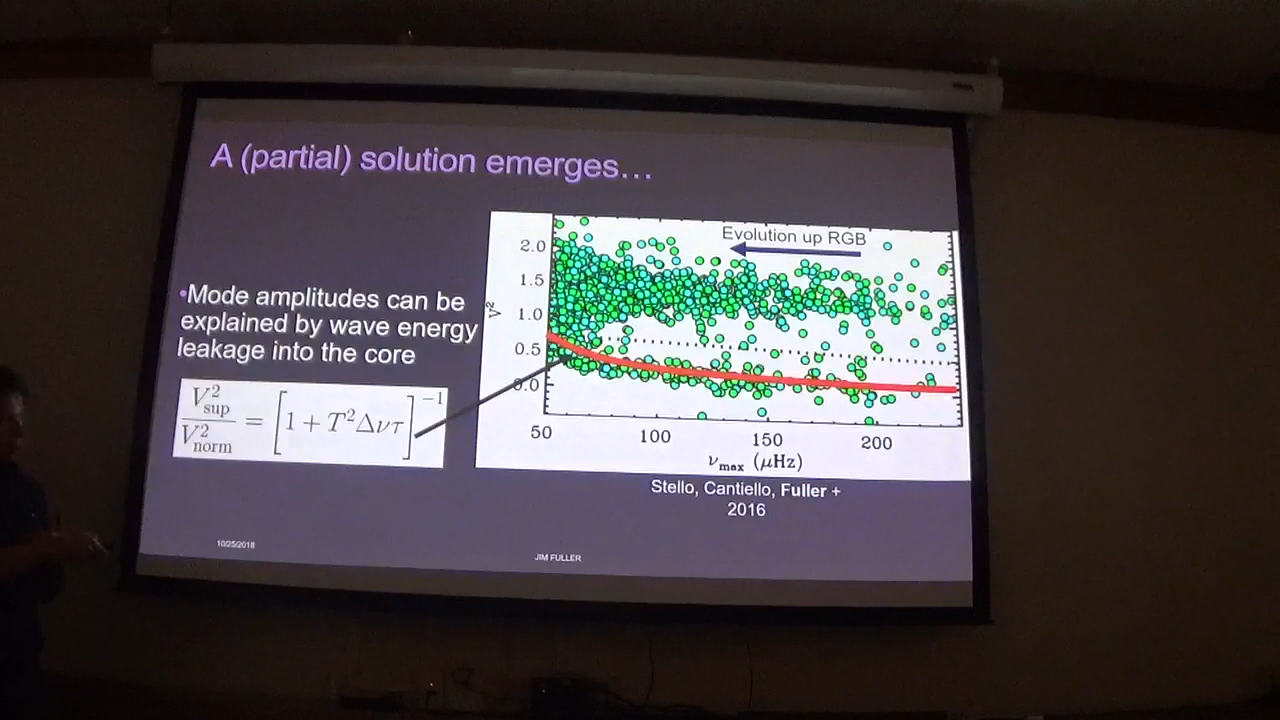 A (partial) solution emerges…
•Mode amplitudes can be
explained by wave energy
leakage into the core
V²sup / V²norm = [1 + T²Δντ]⁻¹
Evolution up RGB
V²
2.0
1.5
1.0
0.5
0.0
50 100 150 200
νmax (μHz)
Stello, Cantiello, Fuller +
2016
10/25/2018
JIM FULLER